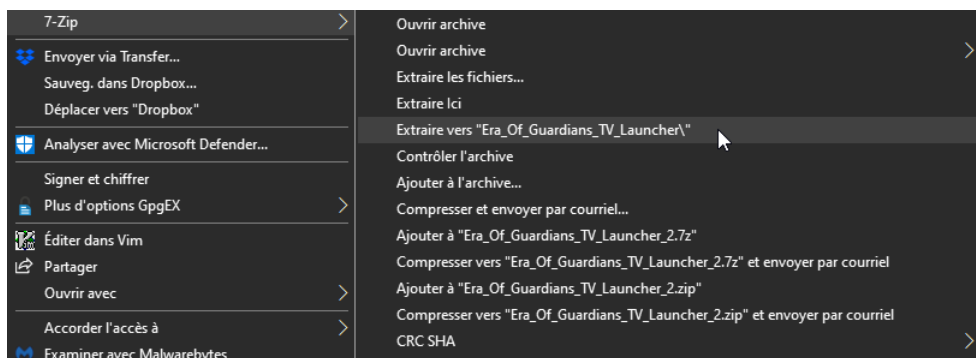 7-Zip
Envoyer via Transfer...
Sauveg. dans Dropbox...
Déplacer vers "Dropbox"
Analyser avec Microsoft Defender...
Signer et chiffrer
Plus d'options GpgEX
Éditer dans Vim
Partager
Ouvrir avec
Accorder l'accès à
Examiner avec Malwarebytes
Ouvrir archive
Ouvrir archive
Extraire les fichiers...
Extraire Ici
Extraire vers "Era_Of_Guardians_TV_Launcher\"
Contrôler l'archive
Ajouter à l'archive...
Compresser et envoyer par courriel...
Ajouter à "Era_Of_Guardians_TV_Launcher_2.7z"
Compresser vers "Era_Of_Guardians_TV_Launcher_2.7z" et envoyer par courriel
Ajouter à "Era_Of_Guardians_TV_Launcher_2.zip"
Compresser vers "Era_Of_Guardians_TV_Launcher_2.zip" et envoyer par courriel
CRC SHA